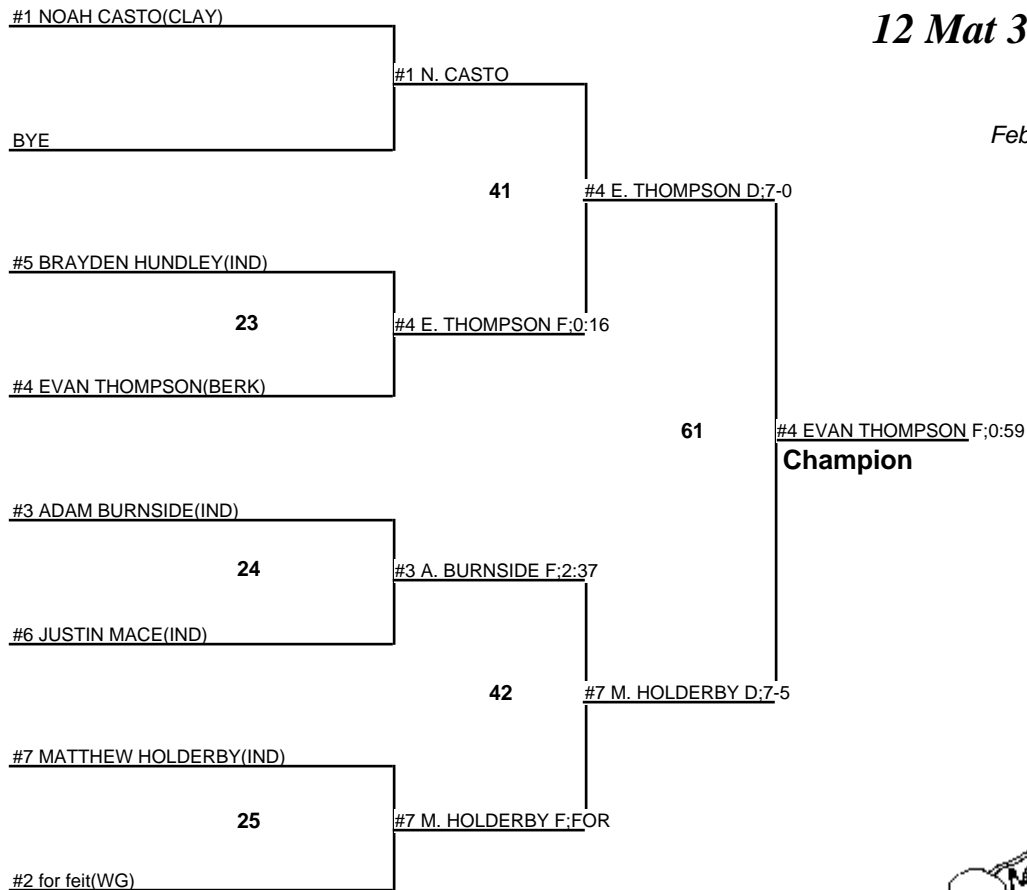 #1 NOAH CASTO(CLAY)
12 Mat 3
#1 N. CASTO
Feb
BYE
41
#4 E. THOMPSON D;7-0
#5 BRAYDEN HUNDLEY(IND)
23
#4 E. THOMPSON F;0:16
#4 EVAN THOMPSON(BERK)
61
#4 EVAN THOMPSON F;0:59
Champion
#3 ADAM BURNSIDE(IND)
24
#3 A. BURNSIDE F;2:37
#6 JUSTIN MACE(IND)
42
#7 M. HOLDERBY D;7-5
#7 MATTHEW HOLDERBY(IND)
25
#7 M. HOLDERBY F;FOR
#2 for feit(WG)